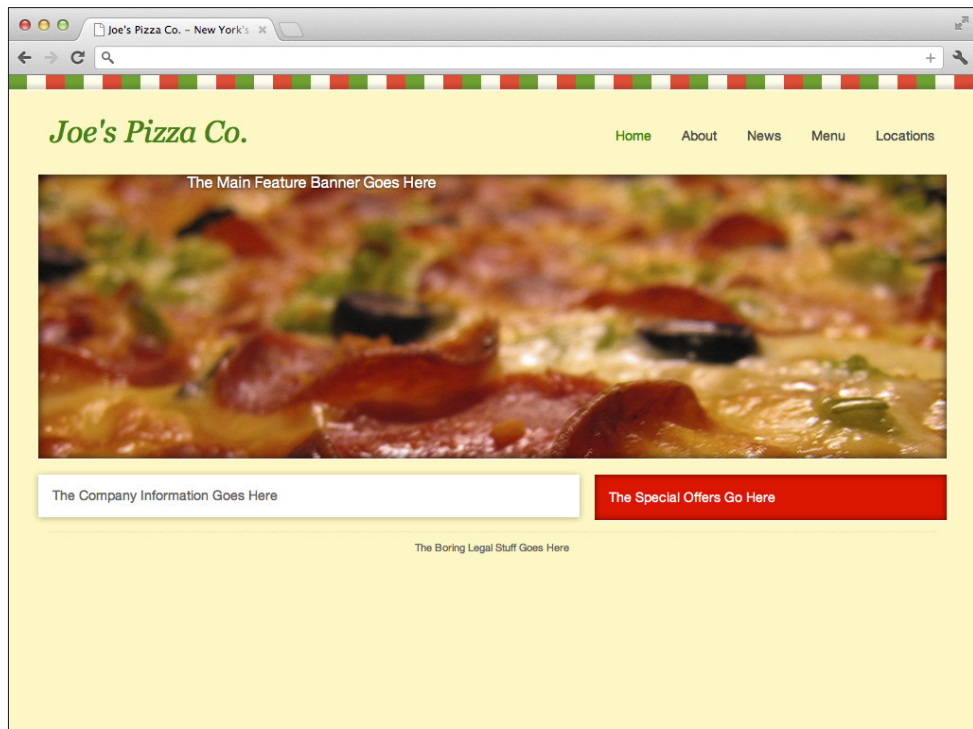 Joe's Pizza Co. – New York's
Joe's Pizza Co.
Home About News Menu Locations
The Main Feature Banner Goes Here
The Company Information Goes Here
The Special Offers Go Here
The Boring Legal Stuff Goes Here